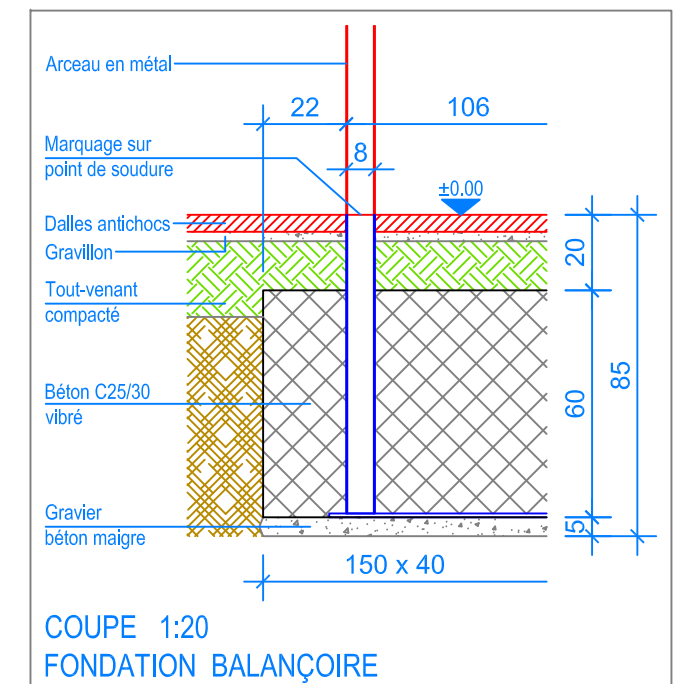 Arceau en métal
22
106
Marquage sur
point de soudure
8
±0.00
Dalles antichocs
Gravillon
20
Tout-venant
compacté
85
Béton C25/30
vibré
60
Gravier
béton maigre
5
150 x 40
COUPE 1:20
FONDATION BALANÇOIRE